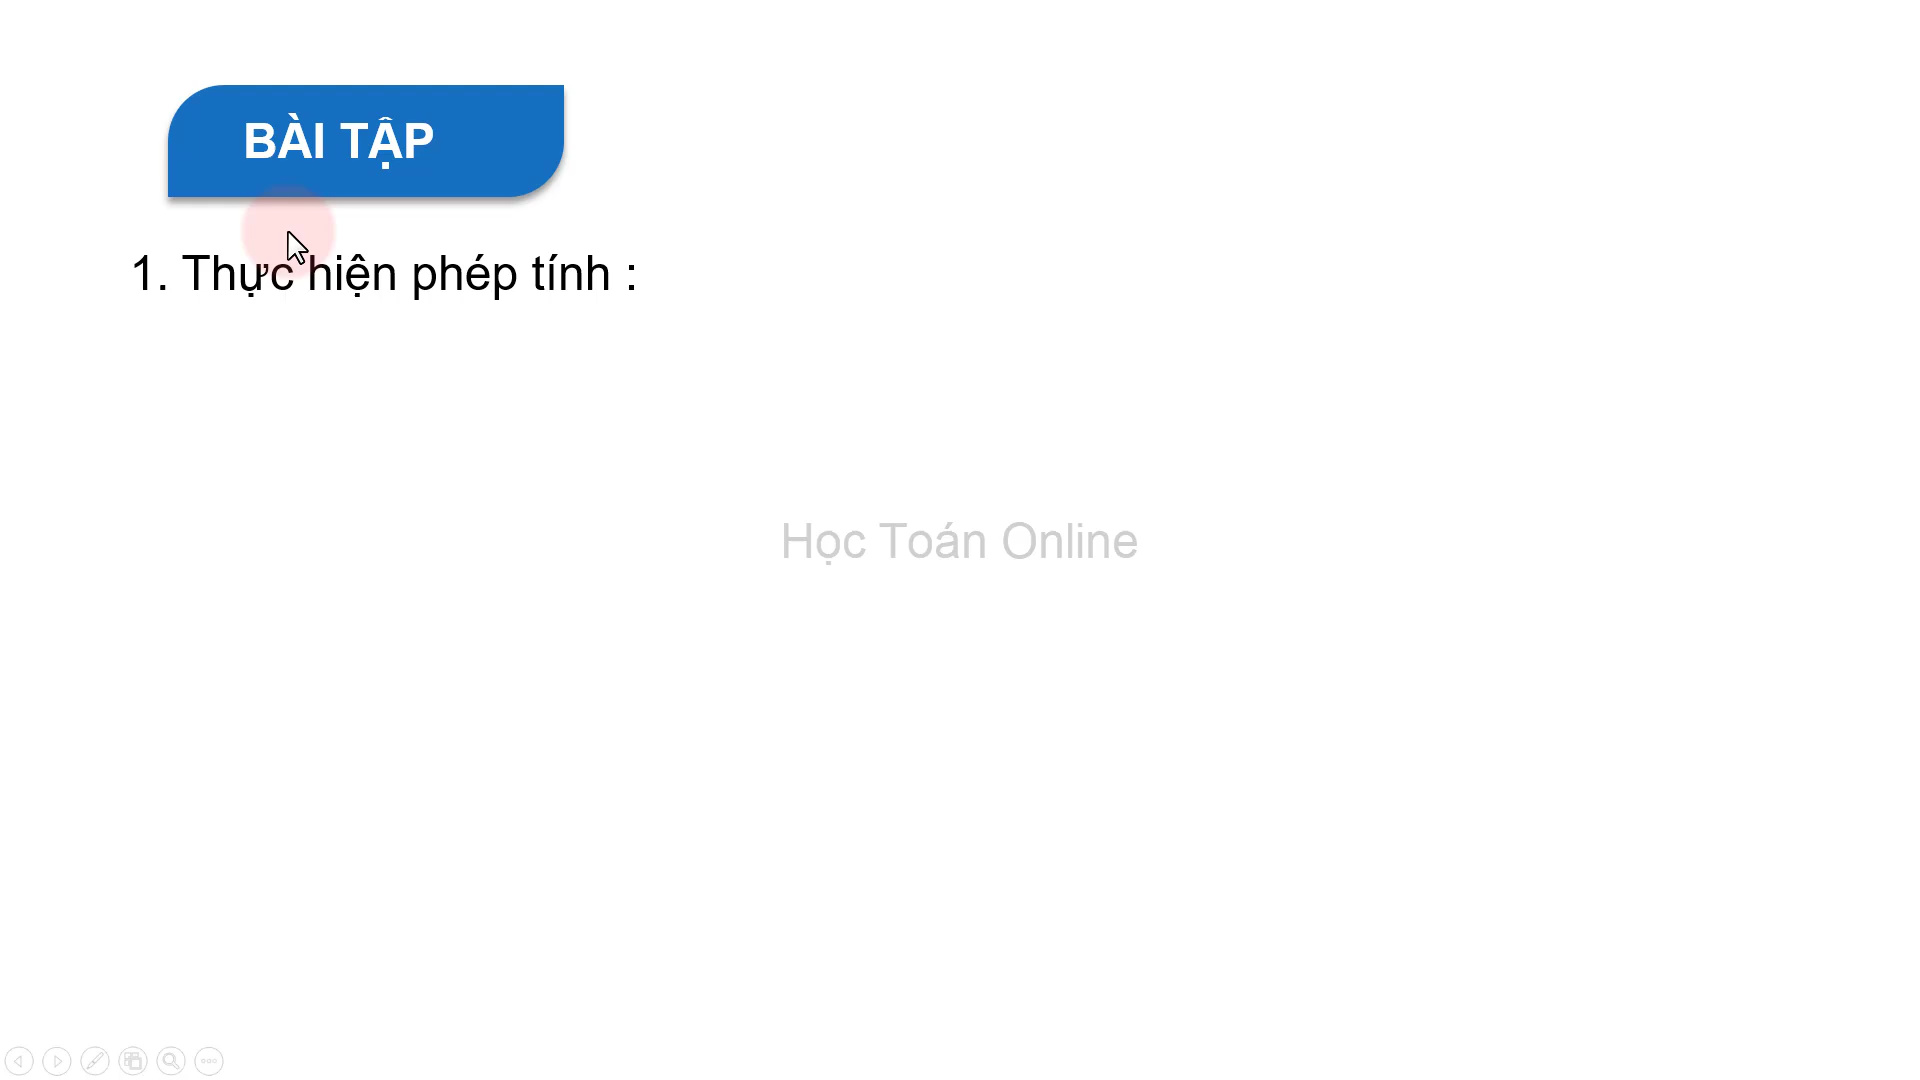 BÀI TẬP
1. Thực hiện phép tính :
Học Toán Online